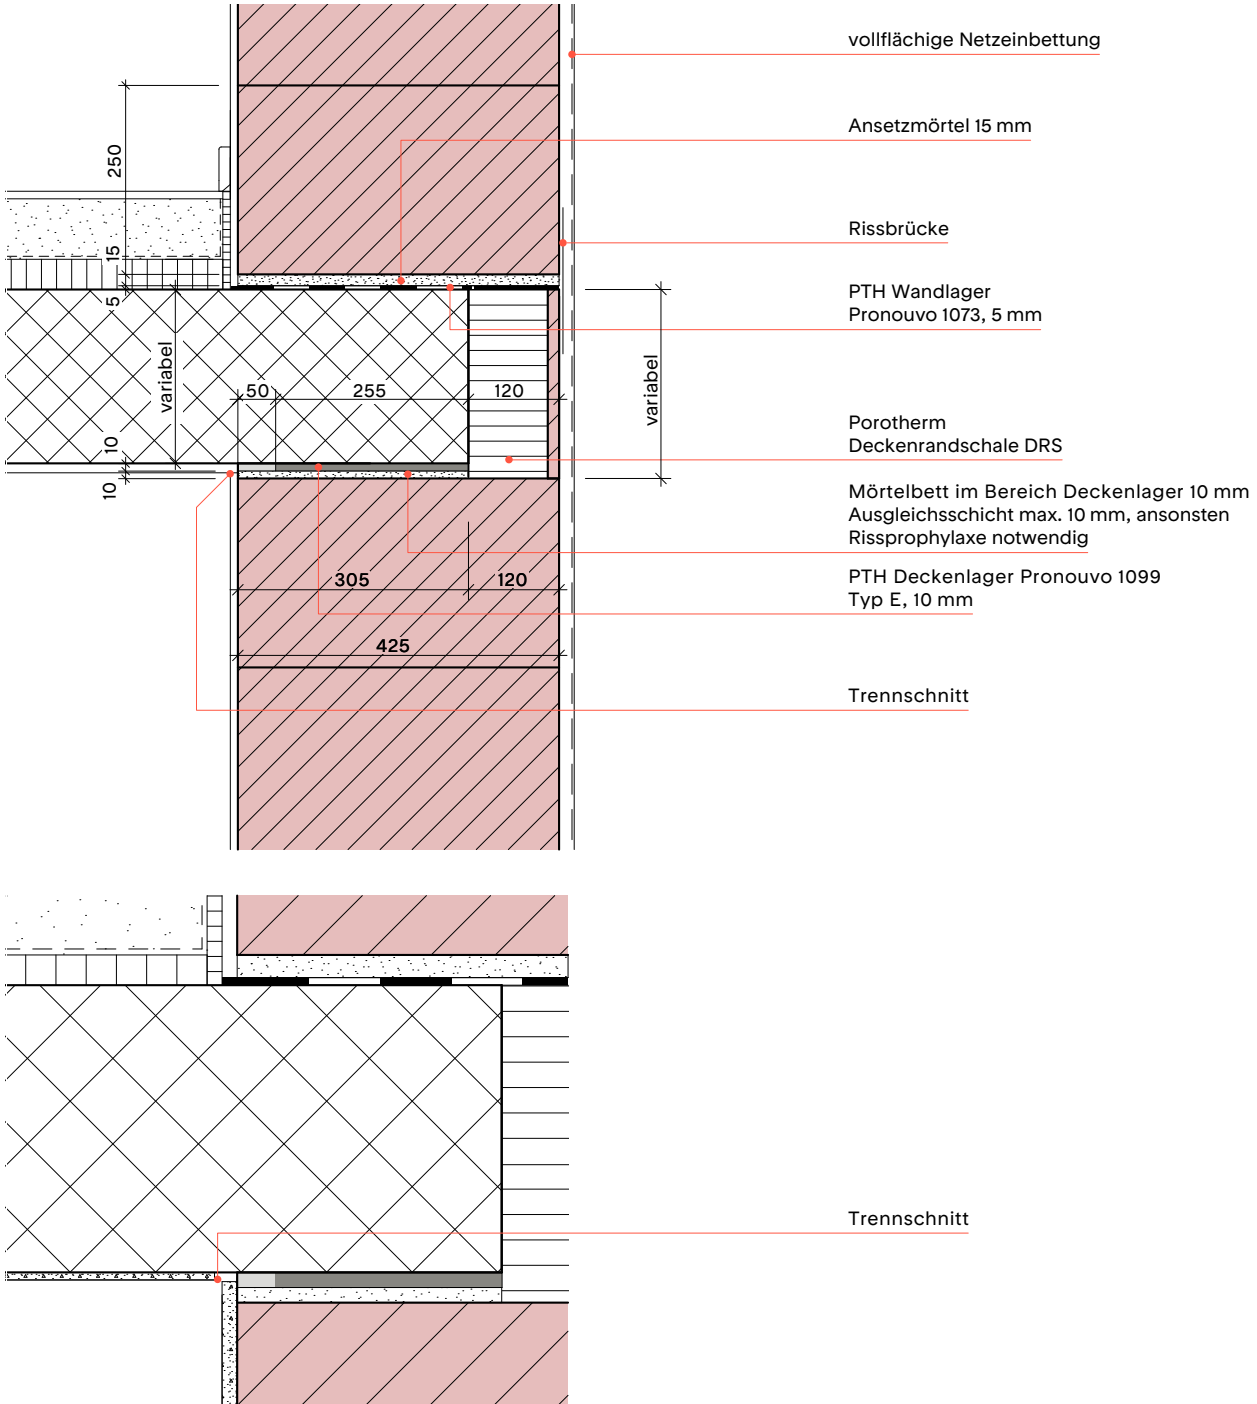 vollflächige Netzeinbettung
Ansetzmörtel 15 mm
250
Rissbrücke
15
5
PTH Wandlager
Pronouvo 1073, 5 mm
variabel
50
255
120
variabel
Porotherm
Deckenrandschale DRS
10
10
Mörtelbett im Bereich Deckenlager 10 mm
Ausgleichsschicht max. 10 mm, ansonsten
Rissprophylaxe notwendig
305
120
PTH Deckenlager Pronouvo 1099
Typ E, 10 mm
425
Trennschnitt
Trennschnitt